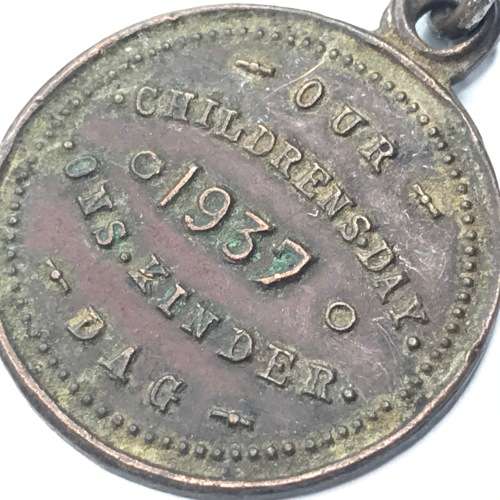 OUR
CHILDRENS.DAY.
1937
ONS.KINDER.
DAG